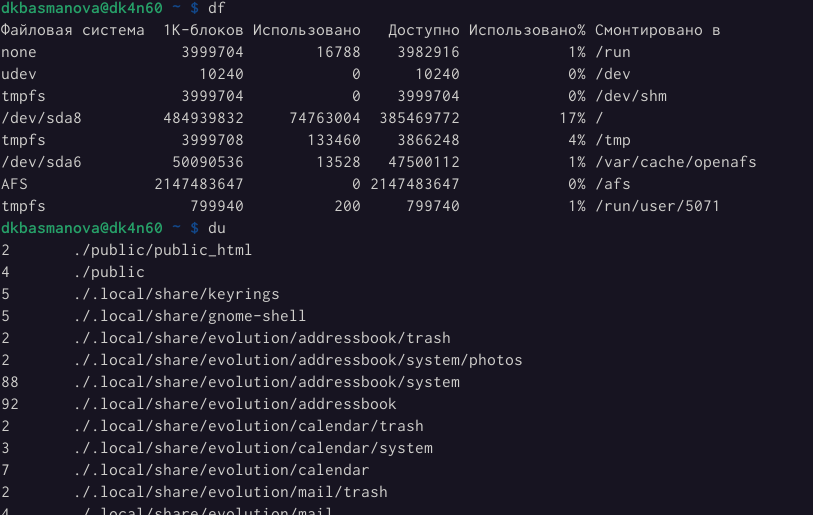 dkbasmanova@dk4n60 ~ $ df
Файловая система  1K-блоков Использовано   Доступно Использовано% Смонтировано в
none                3999704        16788    3982916            1% /run
udev                  10240            0      10240            0% /dev
tmpfs               3999704            0    3999704            0% /dev/shm
/dev/sda8         484939832     74763004  385469772           17% /
tmpfs               3999708       133460    3866248            4% /tmp
/dev/sda6          50090536        13528   47500112            1% /var/cache/openafs
AFS              2147483647            0 2147483647            0% /afs
tmpfs                799940          200     799740            1% /run/user/5071
dkbasmanova@dk4n60 ~ $ du
2       ./public/public_html
4       ./public
5       ./.local/share/keyrings
5       ./.local/share/gnome-shell
2       ./.local/share/evolution/addressbook/trash
2       ./.local/share/evolution/addressbook/system/photos
88      ./.local/share/evolution/addressbook/system
92      ./.local/share/evolution/addressbook
2       ./.local/share/evolution/calendar/trash
3       ./.local/share/evolution/calendar/system
7       ./.local/share/evolution/calendar
2       ./.local/share/evolution/mail/trash
4       ./.local/share/evolution/mail